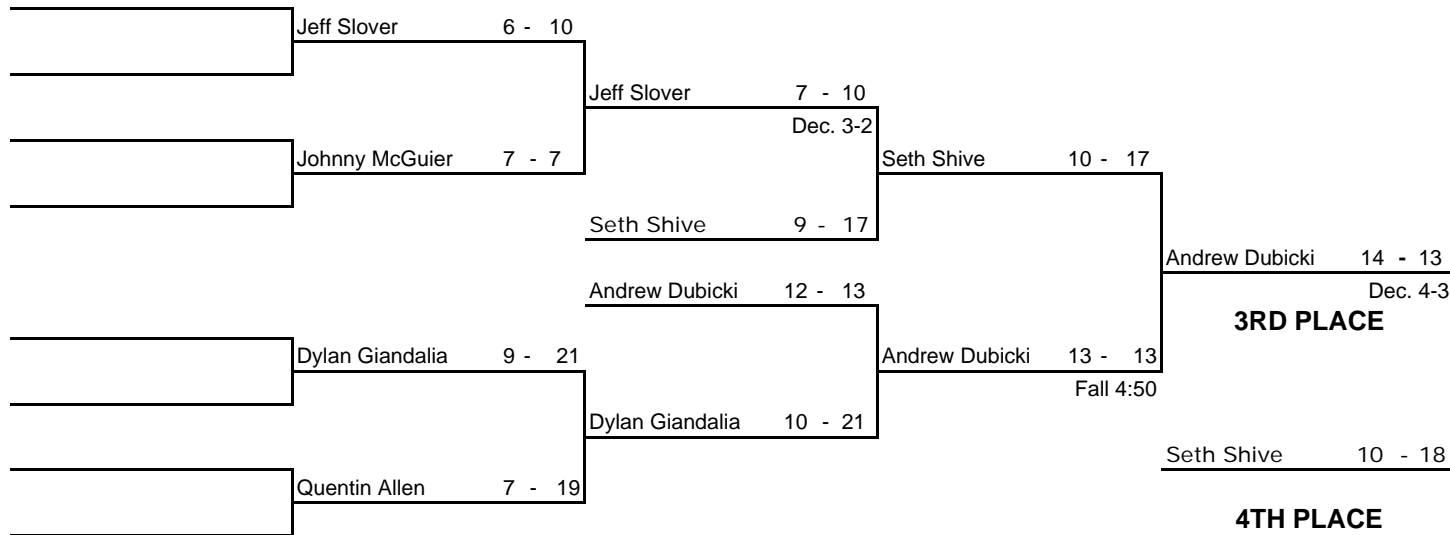 Jeff Slover 6 - 10
Jeff Slover 7 - 10
Dec. 3-2
Johnny McGuier 7 - 7
Seth Shive 10 - 17
Seth Shive 9 - 17
Andrew Dubicki 14 - 13
Andrew Dubicki 12 - 13
Dec. 4-3
3RD PLACE
Dylan Giandalia 9 - 21
Andrew Dubicki 13 - 13
Fall 4:50
Dylan Giandalia 10 - 21
Seth Shive 10 - 18
Quentin Allen 7 - 19
4TH PLACE